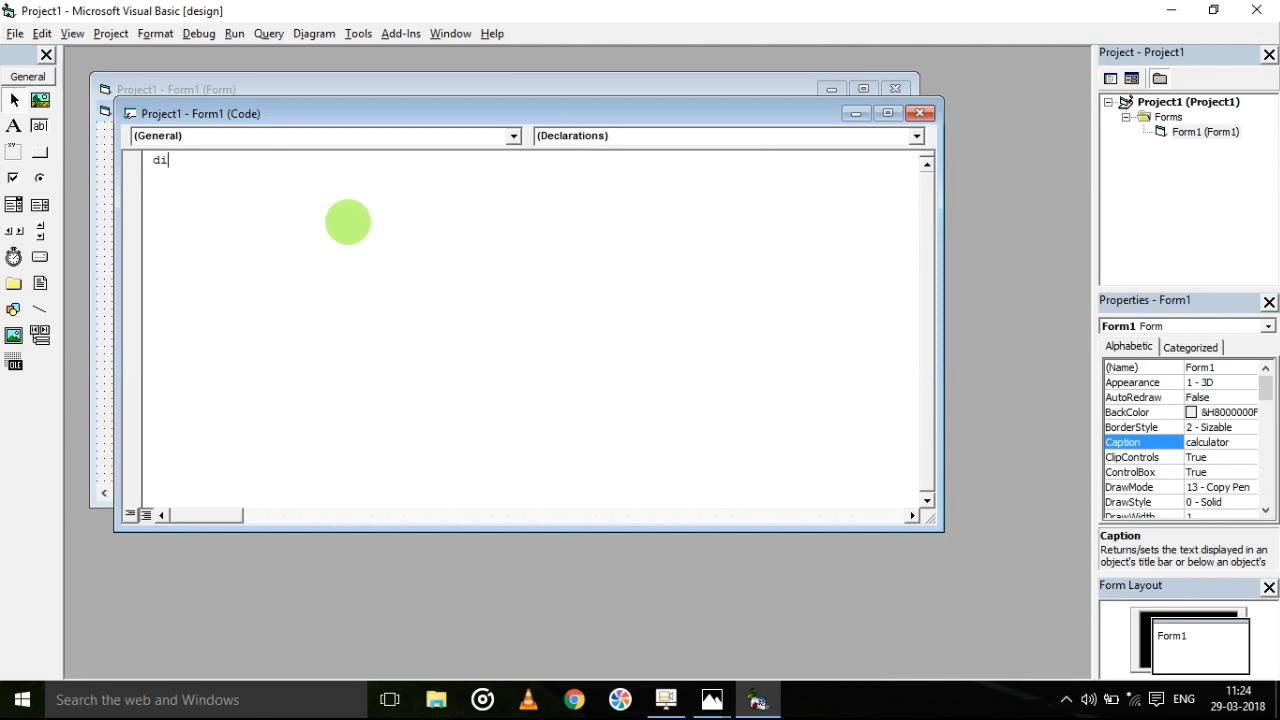 Project1 - Microsoft Visual Basic [design]
File Edit View Project Format Debug Run Query Diagram Tools Add-Ins Window Help
General
Project1 - Form1 (Form)
Project1 - Form1 (Code)
(General) (Declarations)
di
A ab|
OLE
Project - Project1
Project1 (Project1)
Forms
Form1 (Form1)
Properties - Form1
Form1 Form
Alphabetic Categorized
(Name) Form1
Appearance 1 - 3D
AutoRedraw False
BackColor &H8000000F
BorderStyle 2 - Sizable
Caption calculator
ClipControls True
ControlBox True
DrawMode 13 - Copy Pen
DrawStyle 0 - Solid
DrawWidth 1
Caption
Returns/sets the text displayed in an
object's title bar or below an object's
Form Layout
Form1
Search the web and Windows
ENG
11:24
29-03-2018